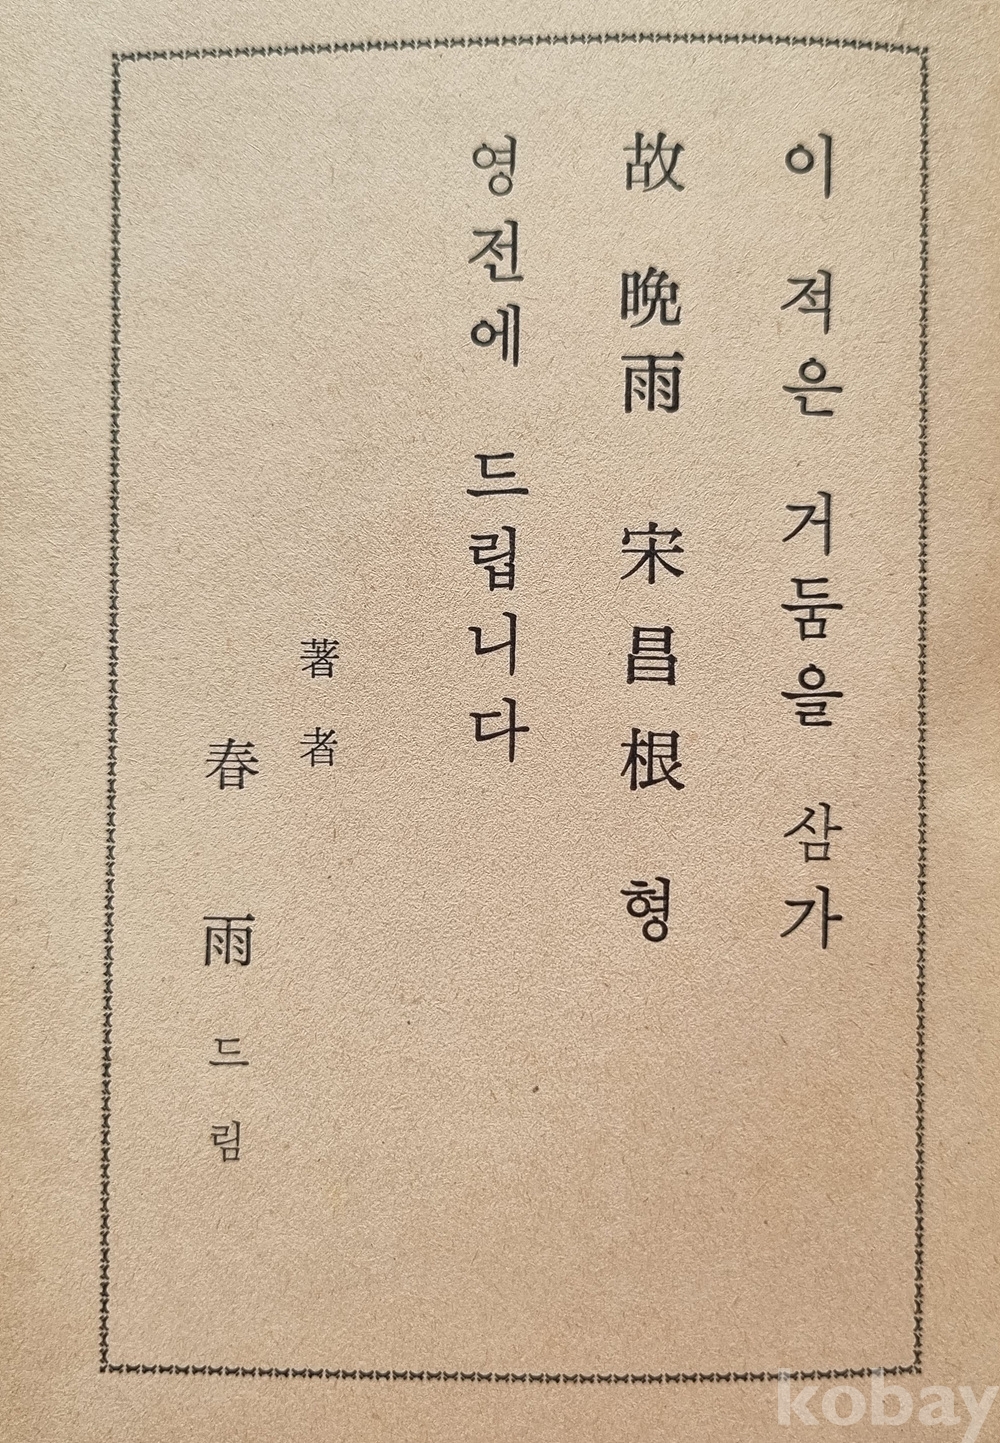 이 적은 거둠을 삼가
故 晩雨 宋昌根 형
영전에 드립니다
著者
春雨 드림
kobay